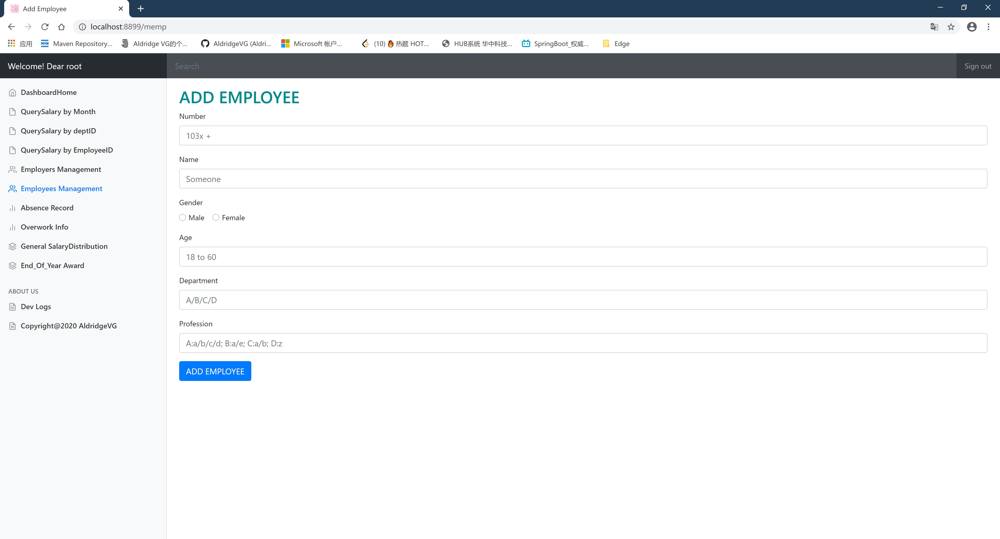 Add Employee
localhost:8899/memp
应用
Maven Repository...
Aldridge VG的个...
AldridgeVG (Aldri...
Microsoft 帐户...
(10) 🔥 热题 HOT...
HUB系统 华中科技...
SpringBoot_权威...
Edge
Welcome! Dear root
Search
Sign out
DashboardHome
QuerySalary by Month
QuerySalary by deptID
QuerySalary by EmployeeID
Employers Management
Employees Management
Absence Record
Overwork Info
General SalaryDistribution
End_Of_Year Award
ABOUT US
Dev Logs
Copyright@2020 AldridgeVG
ADD EMPLOYEE
Number
103x +
Name
Someone
Gender
Male Female
Age
18 to 60
Department
A/B/C/D
Profession
A:a/b/c/d; B:a/e; C:a/b; D:z
ADD EMPLOYEE